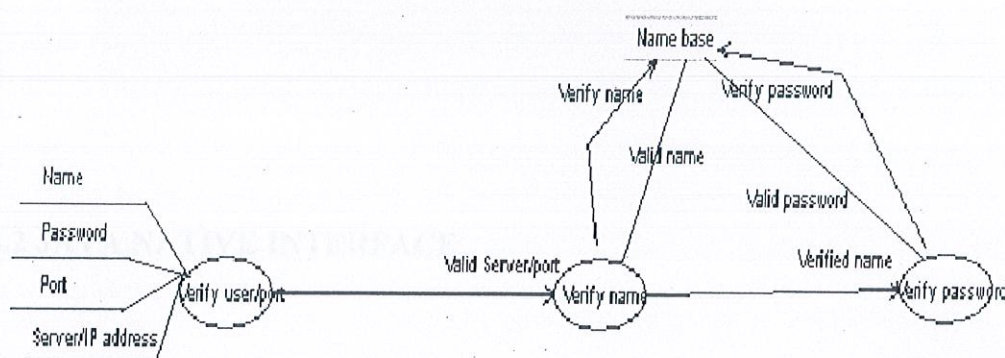 Name base
Verify name
Verify password
Valid name
Name
Valid password
Password
Valid Server/port
Verified name
Port
Verify user/port
Verify name
Verify password
Server/IP address